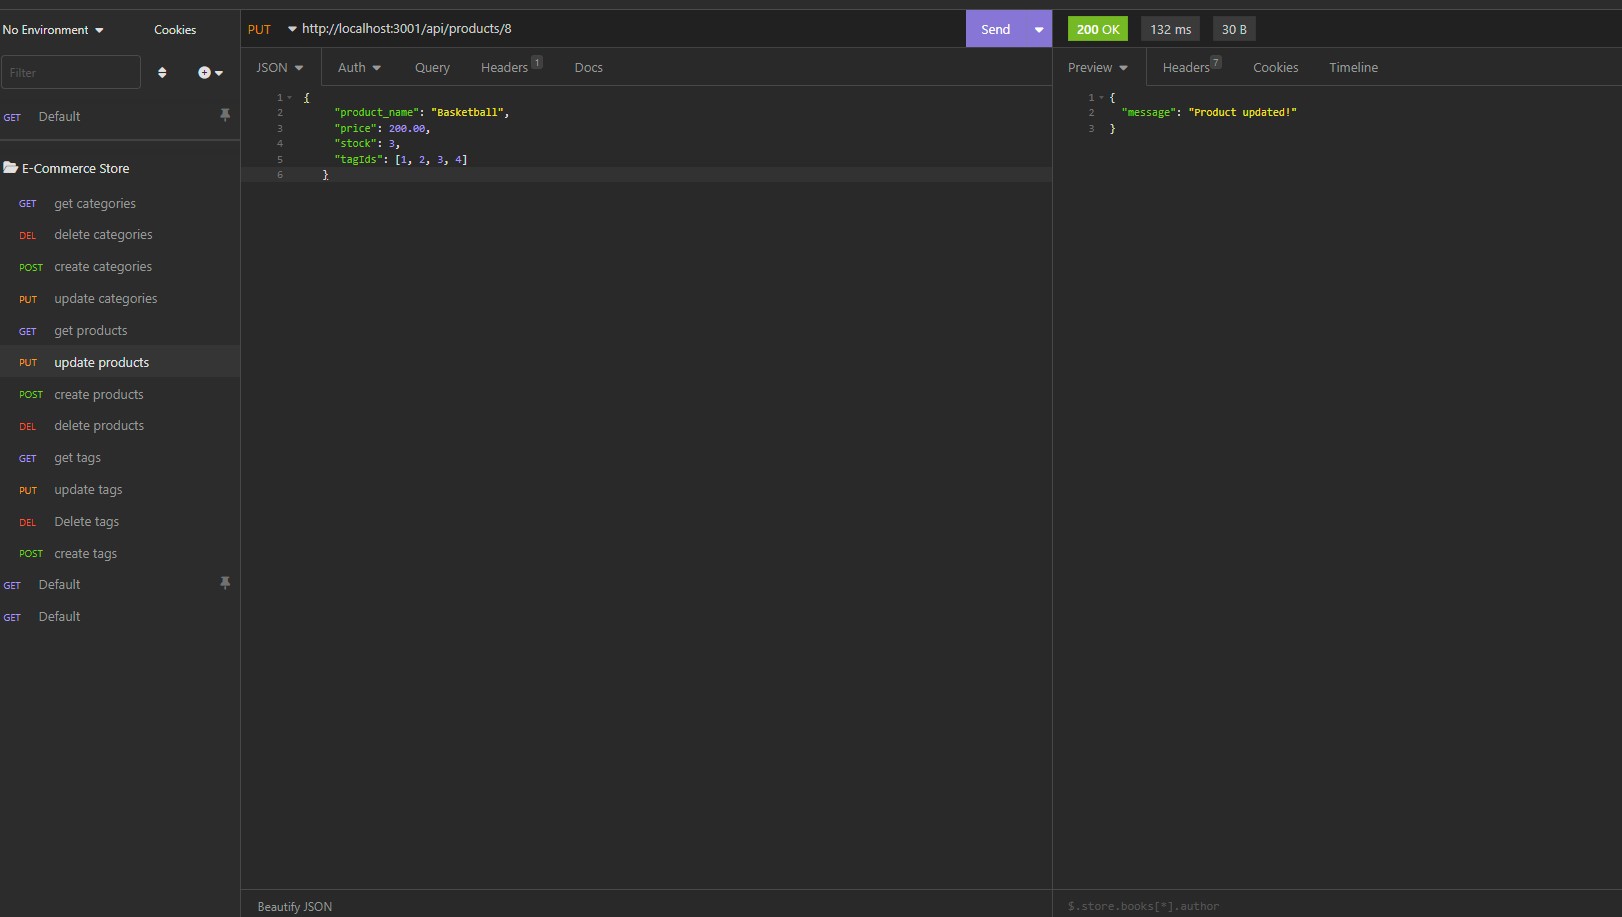 No Environment
Cookies
Filter
GET Default
E-Commerce Store
GET get categories
DEL delete categories
POST create categories
PUT update categories
GET get products
PUT update products
POST create products
DEL delete products
GET get tags
PUT update tags
DEL Delete tags
POST create tags
GET Default
GET Default
PUT http://localhost:3001/api/products/8 Send
JSON Auth Query Headers 1 Docs
1 {
2 "product_name": "Basketball",
3 "price": 200.00,
4 "stock": 3,
5 "tagIds": [1, 2, 3, 4]
6 }
Beautify JSON
200 OK 132 ms 30 B
Preview Headers 7 Cookies Timeline
1 {
2 "message": "Product updated!"
3 }
$.store.books[*].author